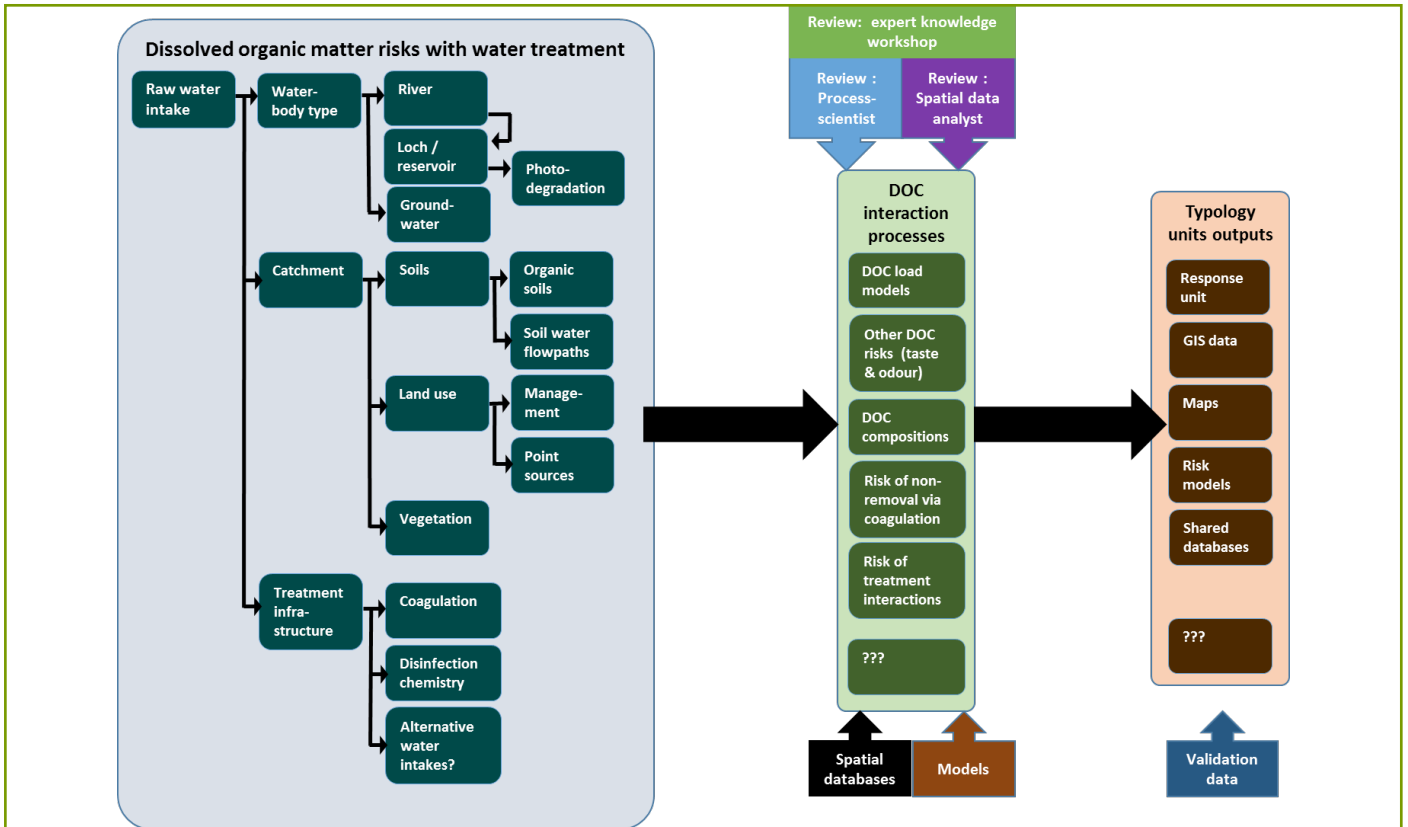 Dissolved organic matter risks with water treatment
Raw water
intake
Water-
body type
River
Loch /
reservoir
Photo-
degradation
Ground-
water
Catchment
Soils
Organic
soils
Soil water
flowpaths
Land use
Manage-
ment
Point
sources
Vegetation
Treatment
infra-
structure
Coagulation
Disinfection
chemistry
Alternative
water
intakes?
Review: expert knowledge
workshop
Review :
Process-
scientist
Review :
Spatial data
analyst
DOC
interaction
processes
DOC load
models
Other DOC
risks (taste
& odour)
DOC
compositions
Risk of non-
removal via
coagulation
Risk of
treatment
interactions
???
Spatial
databases
Models
Typology
units outputs
Response
unit
GIS data
Maps
Risk
models
Shared
databases
???
Validation
data